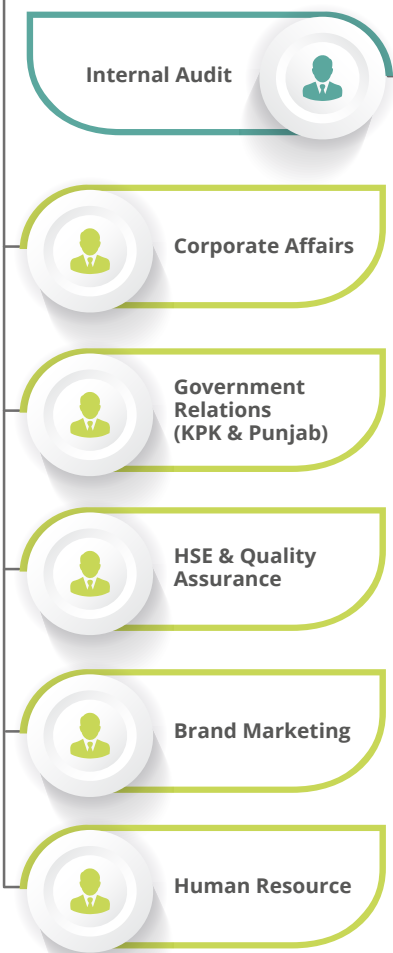 Internal Audit
Corporate Affairs
Government
Relations
(KPK & Punjab)
HSE & Quality
Assurance
Brand Marketing
Human Resource